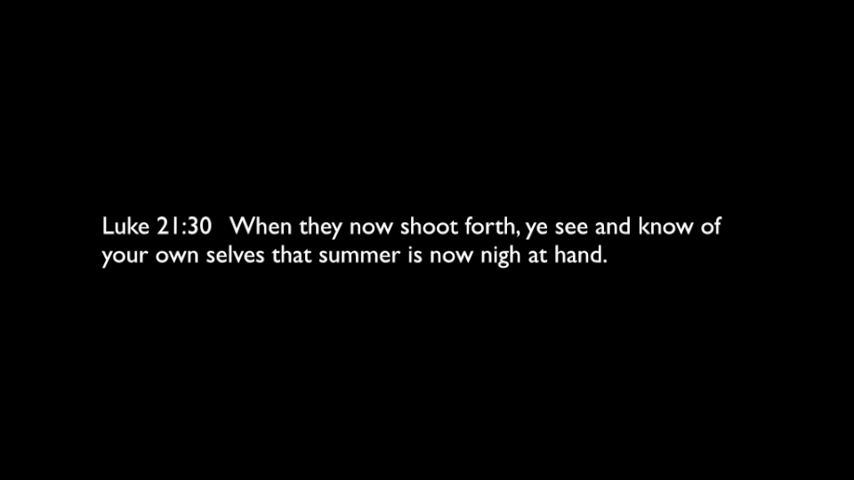 Luke 21:30 When they now shoot forth, ye see and know of
your own selves that summer is now nigh at hand.